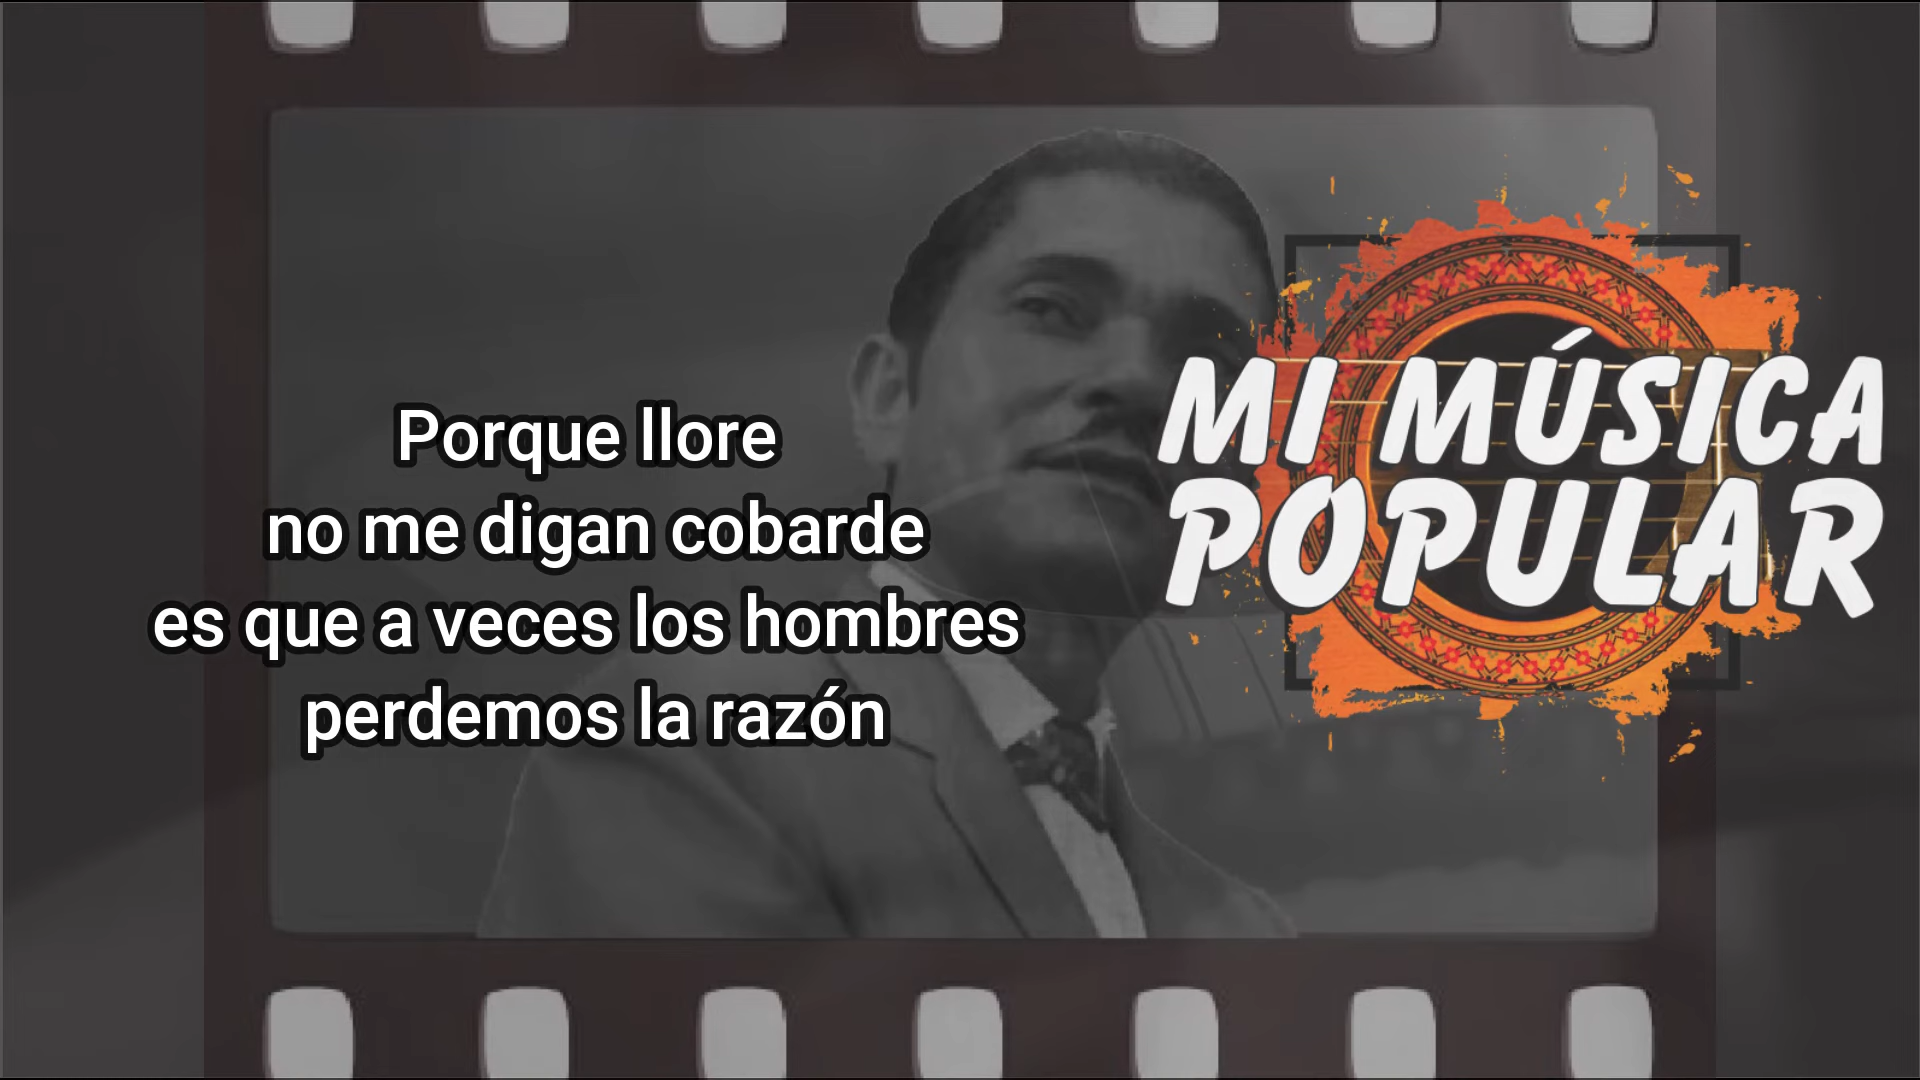 Porque llore
no me digan cobarde
es que a veces los hombres
perdemos la razón
MI MÚSICA
POPULAR